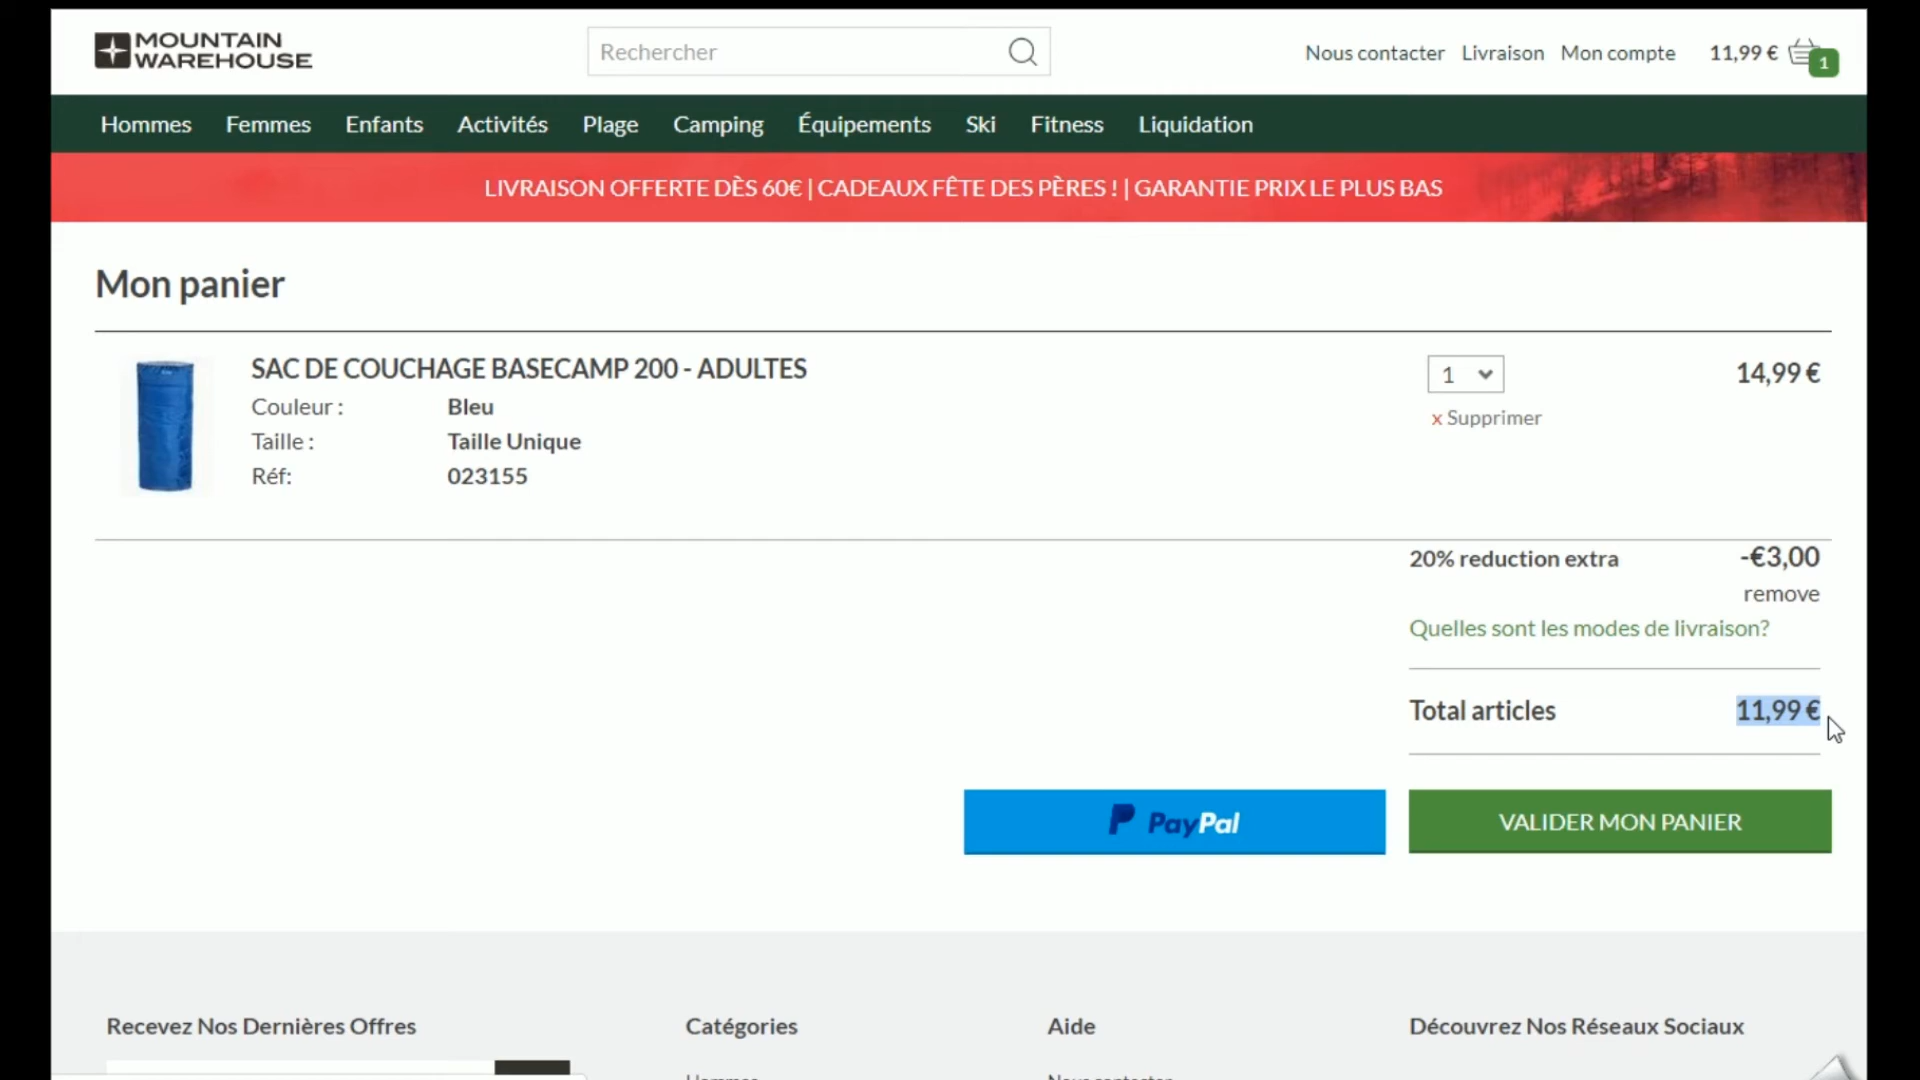 MOUNTAIN
WAREHOUSE
Rechercher
Nous contacter Livraison Mon compte 11,99 € 1
Hommes Femmes Enfants Activités Plage Camping Équipements Ski Fitness Liquidation
LIVRAISON OFFERTE DÈS 60€ | CADEAUX FÊTE DES PÈRES ! | GARANTIE PRIX LE PLUS BAS
Mon panier
SAC DE COUCHAGE BASECAMP 200 - ADULTES 1 14,99 €
Couleur : Bleu x Supprimer
Taille : Taille Unique
Réf: 023155
20% reduction extra -€3,00
remove
Quelles sont les modes de livraison?
Total articles 11,99 €
PayPal VALIDER MON PANIER
Recevez Nos Dernières Offres Catégories Aide Découvrez Nos Réseaux Sociaux
Hommes Nous contacter